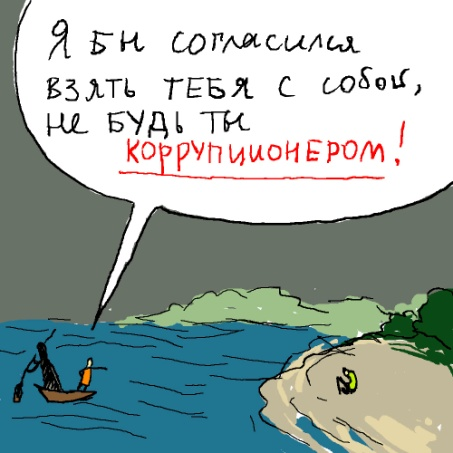 Я БЫ согласился
ВЗЯТЬ ТЕБЯ С собой,
не БУДЬ ТЫ
КОРРУПЦИОНЕРОМ!